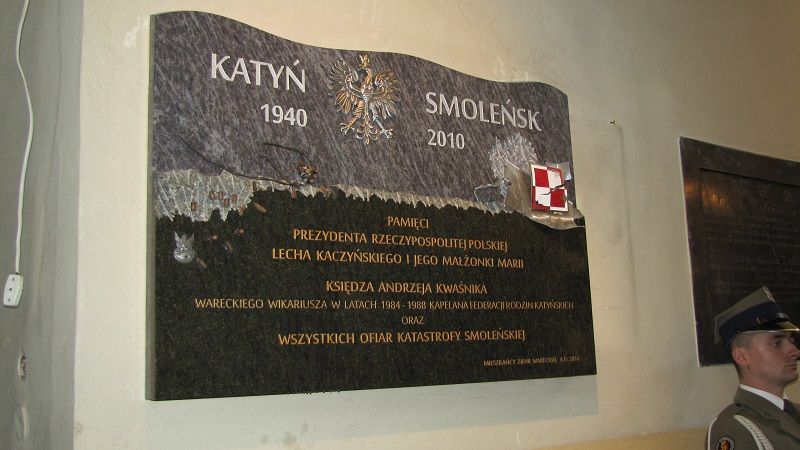 KATYŃ
1940
SMOLEŃSK
2010
PAMIĘCI
PREZYDENTA RZECZYPOSPOLITEJ POLSKIEJ
LECHA KACZYŃSKIEGO I JEGO MAŁŻONKI MARII
KSIĘDZA ANDRZEJA KWAŚNIKA
WARECKIEGO WIKARIUSZA W LATACH 1984 - 1988 KAPELANA FEDERACJI RODZIN KATYŃSKICH
ORAZ
WSZYSTKICH OFIAR KATASTROFY SMOLEŃSKIEJ
MIESZKAŃCY ZIEMI WARECKIEJ A.D.